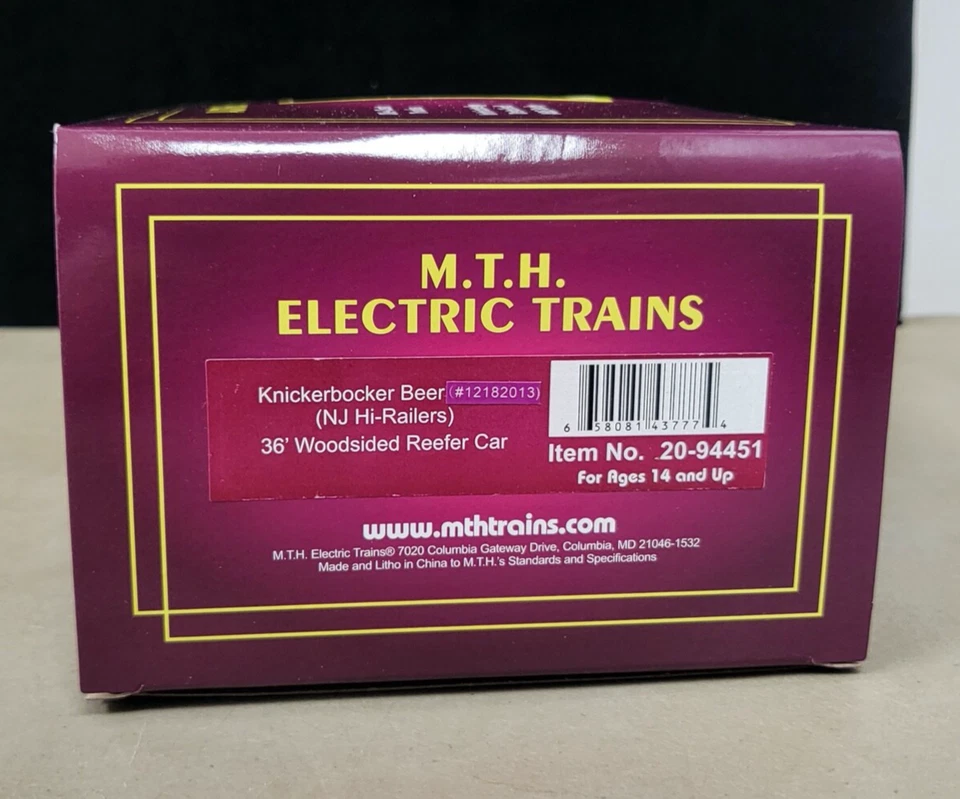 M.T.H.
ELECTRIC TRAINS
Knickerbocker Beer (#12182013)
(NJ Hi-Railers)
36' Woodsided Reefer Car
6 58081 43777 4
Item No. 20-94451
For Ages 14 and Up
www.mthtrains.com
M.T.H. Electric Trains® 7020 Columbia Gateway Drive, Columbia, MD 21046-1532
Made and Litho in China to M.T.H.'s Standards and Specifications